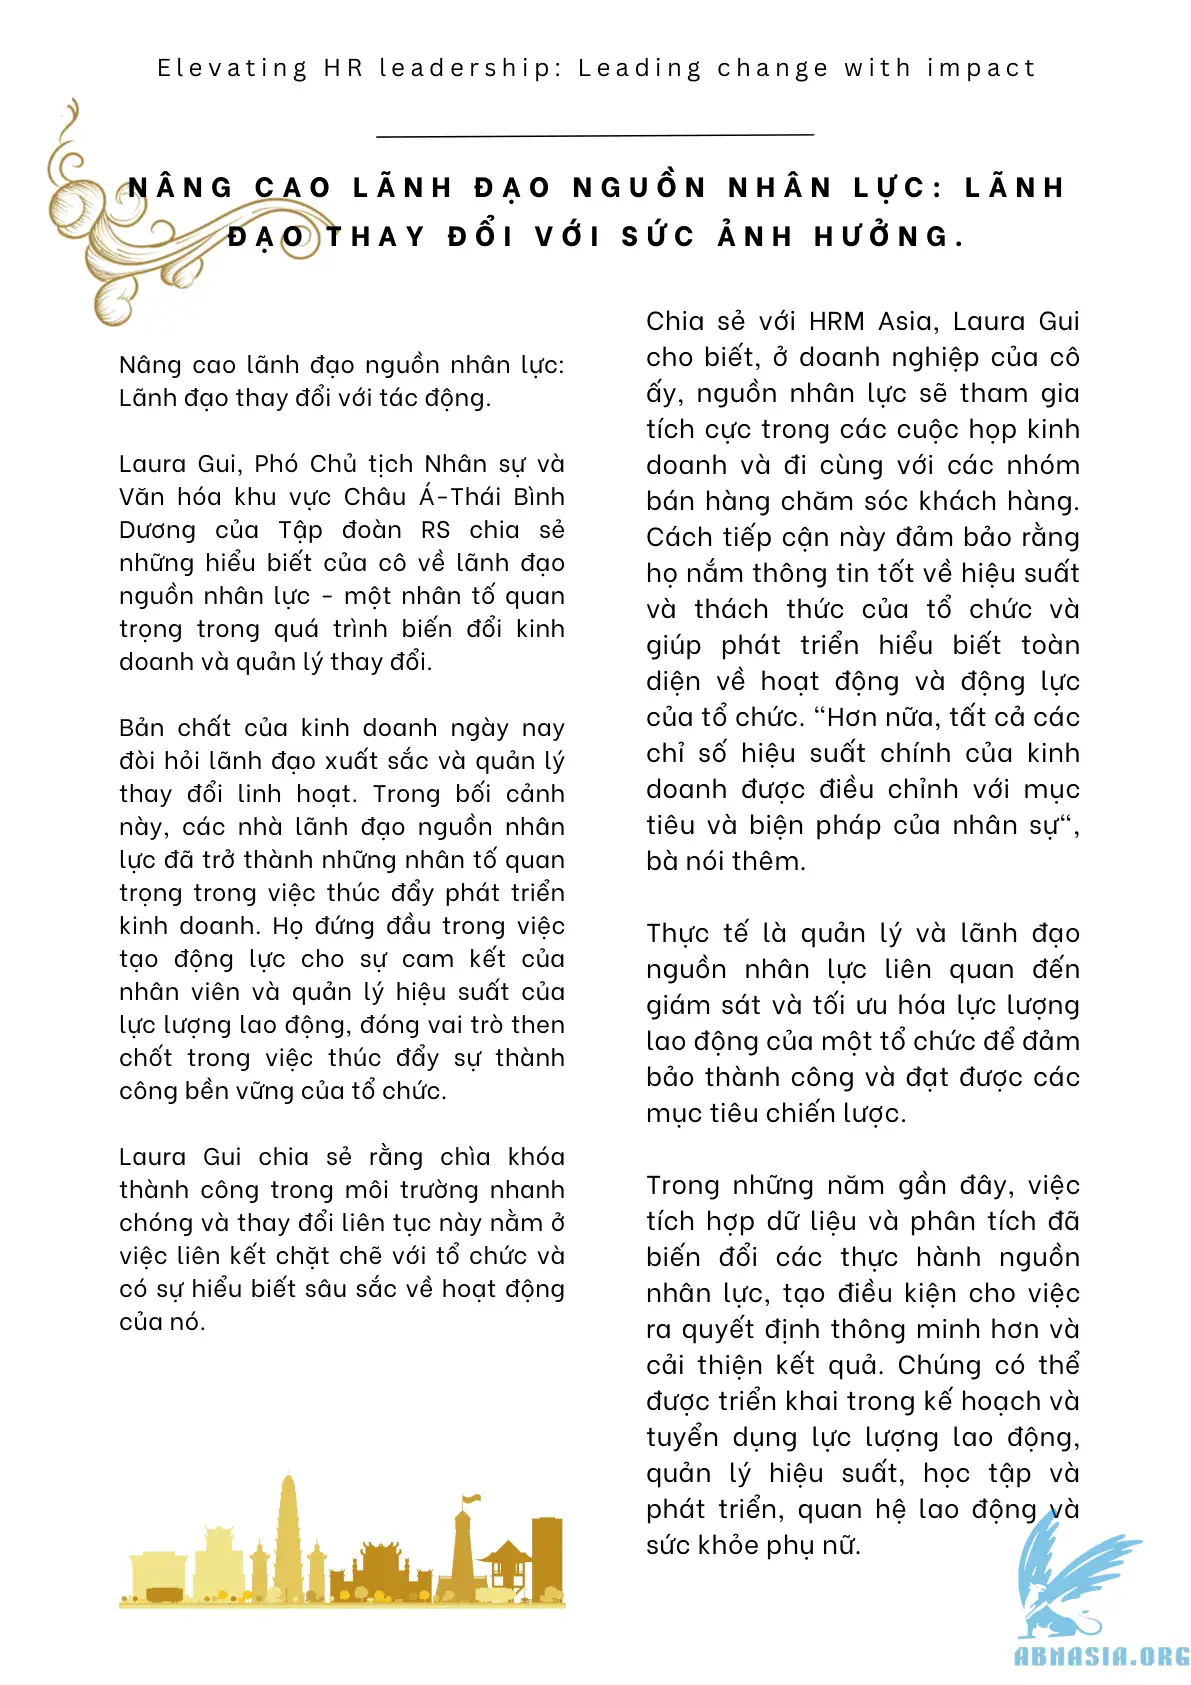 Elevating HR leadership: Leading change with impact
NÂNG CAO LÃNH ĐẠO NGUỒN NHÂN LỰC: LÃNH
ĐẠO THAY ĐỔI VỚI SỨC ẢNH HƯỞNG.
Nâng cao lãnh đạo nguồn nhân lực:
Lãnh đạo thay đổi với tác động.
Laura Gui, Phó Chủ tịch Nhân sự và
Văn hóa khu vực Châu Á-Thái Bình
Dương của Tập đoàn RS chia sẻ
những hiểu biết của cô về lãnh đạo
nguồn nhân lực - một nhân tố quan
trọng trong quá trình biến đổi kinh
doanh và quản lý thay đổi.
Bản chất của kinh doanh ngày nay
đòi hỏi lãnh đạo xuất sắc và quản lý
thay đổi linh hoạt. Trong bối cảnh
này, các nhà lãnh đạo nguồn nhân
lực đã trở thành những nhân tố quan
trọng trong việc thúc đẩy phát triển
kinh doanh. Họ đứng đầu trong việc
tạo động lực cho sự cam kết của
nhân viên và quản lý hiệu suất của
lực lượng lao động, đóng vai trò then
chốt trong việc thúc đẩy sự thành
công bền vững của tổ chức.
Laura Gui chia sẻ rằng chìa khóa
thành công trong môi trường nhanh
chóng và thay đổi liên tục này nằm ở
việc liên kết chặt chẽ với tổ chức và
có sự hiểu biết sâu sắc về hoạt động
của nó.
Chia sẻ với HRM Asia, Laura Gui
cho biết, ở doanh nghiệp của cô
ấy, nguồn nhân lực sẽ tham gia
tích cực trong các cuộc họp kinh
doanh và đi cùng với các nhóm
bán hàng chăm sóc khách hàng.
Cách tiếp cận này đảm bảo rằng
họ nắm thông tin tốt về hiệu suất
và thách thức của tổ chức và
giúp phát triển hiểu biết toàn
diện về hoạt động và động lực
của tổ chức. “Hơn nữa, tất cả các
chỉ số hiệu suất chính của kinh
doanh được điều chỉnh với mục
tiêu và biện pháp của nhân sự“,
bà nói thêm.
Thực tế là quản lý và lãnh đạo
nguồn nhân lực liên quan đến
giám sát và tối ưu hóa lực lượng
lao động của một tổ chức để đảm
bảo thành công và đạt được các
mục tiêu chiến lược.
Trong những năm gần đây, việc
tích hợp dữ liệu và phân tích đã
biến đổi các thực hành nguồn
nhân lực, tạo điều kiện cho việc
ra quyết định thông minh hơn và
cải thiện kết quả. Chúng có thể
được triển khai trong kế hoạch và
tuyển dụng lực lượng lao động,
quản lý hiệu suất, học tập và
phát triển, quan hệ lao động và
sức khỏe phụ nữ.
ABNASIA.ORG